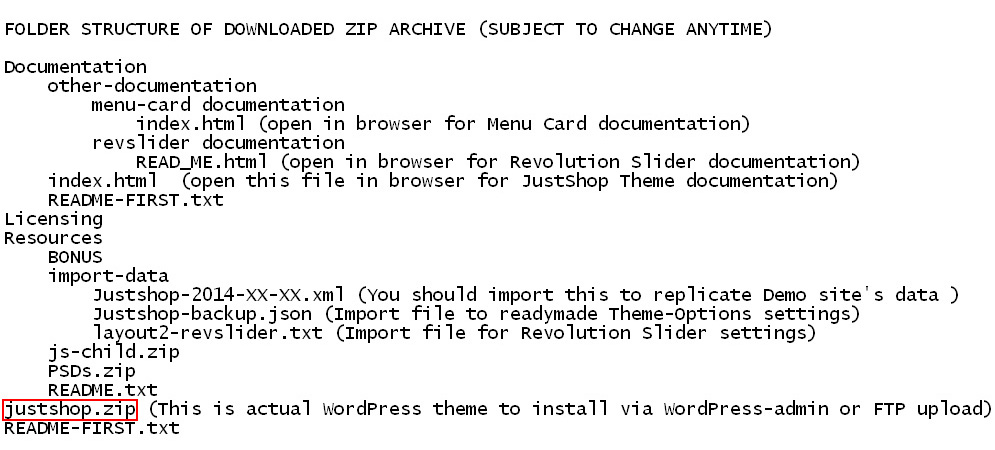 FOLDER STRUCTURE OF DOWNLOADED ZIP ARCHIVE (SUBJECT TO CHANGE ANYTIME)
Documentation
other-documentation
menu-card documentation
index.html (open in browser for Menu Card documentation)
revslider documentation
READ_ME.html (open in browser for Revolution Slider documentation)
index.html  (open this file in browser for JustShop Theme documentation)
README-FIRST.txt
Licensing
Resources
BONUS
import-data
Justshop-2014-XX-XX.xml (You should import this to replicate Demo site's data )
Justshop-backup.json (Import file to readymade Theme-Options settings)
layout2-revslider.txt (Import file for Revolution Slider settings)
js-child.zip
PSDs.zip
README.txt
justshop.zip (This is actual WordPress theme to install via WordPress-admin or FTP upload)
README-FIRST.txt